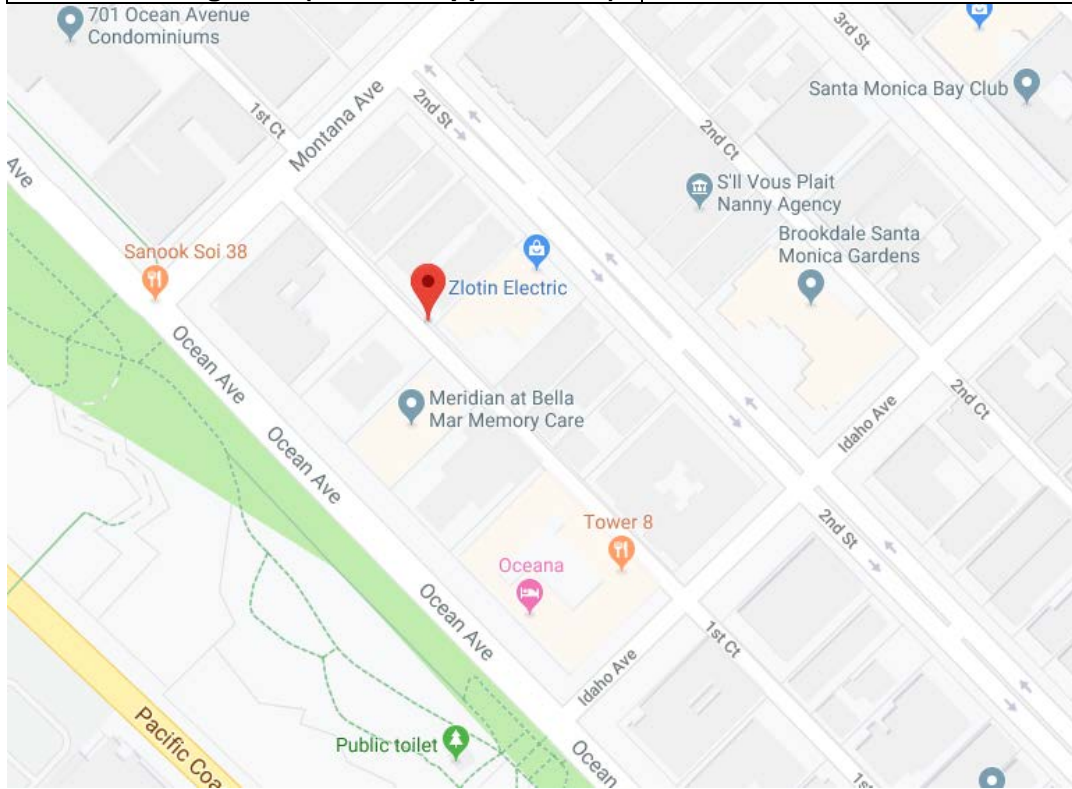 701 Ocean Avenue
Condominiums
3rd St
Santa Monica Bay Club
1st Ct
Montana Ave
2nd St
2nd Ct
Ave
S'll Vous Plait
Nanny Agency
Brookdale Santa
Monica Gardens
Sanook Soi 38
Zlotin Electric
Ocean Ave
Meridian at Bella
Mar Memory Care
2nd Ct
Idaho Ave
Ocean Ave
Tower 8
2nd St
Oceana
Ocean Ave
1st Ct
Idaho Ave
Pacific Coa
Public toilet
Ocean
1st